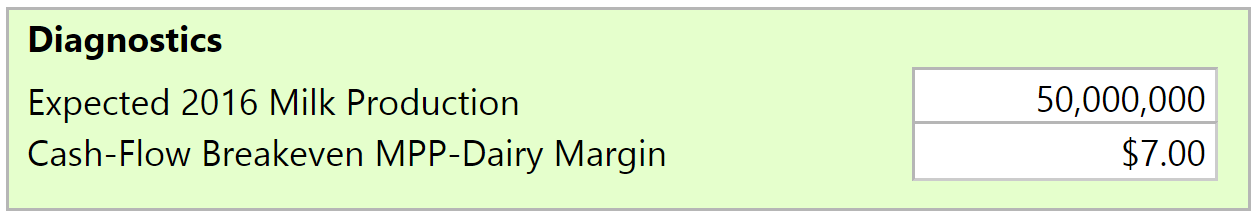 Diagnostics
Expected 2016 Milk Production 50,000,000
Cash-Flow Breakeven MPP-Dairy Margin $7.00